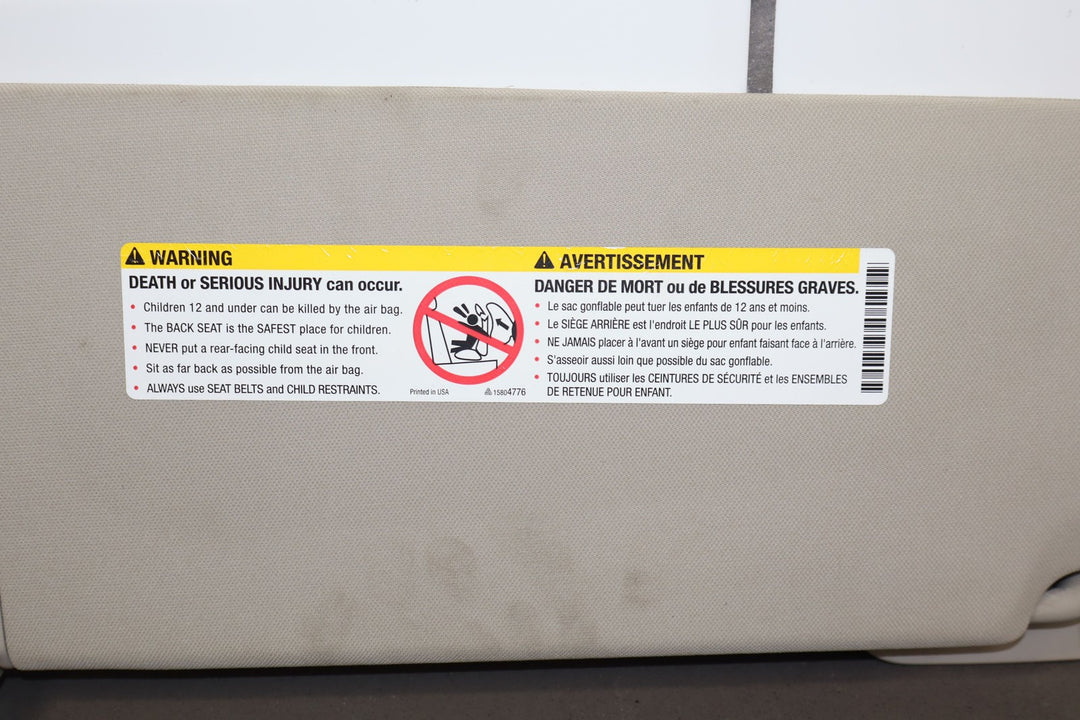 WARNING
DEATH or SERIOUS INJURY can occur.
• Children 12 and under can be killed by the air bag.
• The BACK SEAT is the SAFEST place for children.
• NEVER put a rear-facing child seat in the front.
• Sit as far back as possible from the air bag.
• ALWAYS use SEAT BELTS and CHILD RESTRAINTS.
Printed in USA
15804776
AVERTISSEMENT
DANGER DE MORT ou de BLESSURES GRAVES.
• Le sac gonflable peut tuer les enfants de 12 ans et moins.
• Le SIÈGE ARRIÈRE est l'endroit LE PLUS SÛR pour les enfants.
• NE JAMAIS placer à l'avant un siège pour enfant faisant face à l'arrière.
• S'asseoir aussi loin que possible du sac gonflable.
• TOUJOURS utiliser les CEINTURES DE SÉCURITÉ et les ENSEMBLES
DE RETENUE POUR ENFANT.